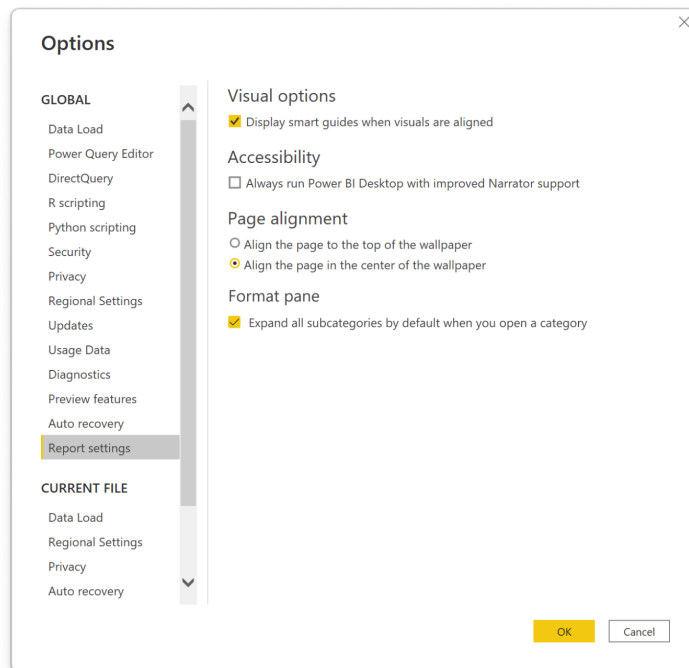 Options
GLOBAL
Data Load
Power Query Editor
DirectQuery
R scripting
Python scripting
Security
Privacy
Regional Settings
Updates
Usage Data
Diagnostics
Preview features
Auto recovery
Report settings
CURRENT FILE
Data Load
Regional Settings
Privacy
Auto recovery
Visual options
Display smart guides when visuals are aligned
Accessibility
Always run Power BI Desktop with improved Narrator support
Page alignment
Align the page to the top of the wallpaper
Align the page in the center of the wallpaper
Format pane
Expand all subcategories by default when you open a category
OK
Cancel